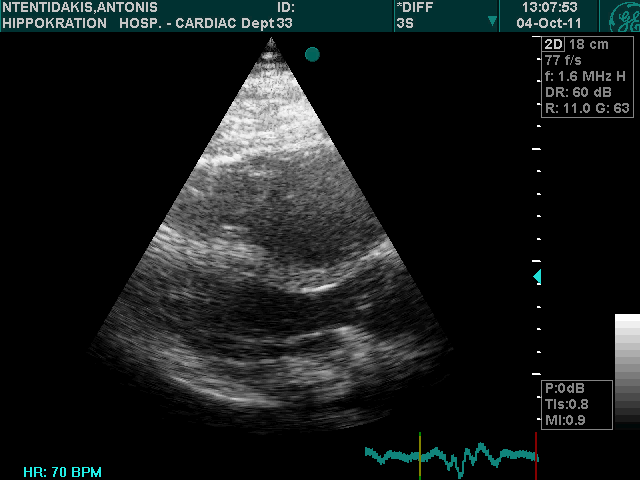 NTENTIDAKIS,ANTONIS ID: *DIFF 13:07:53
HIPPOKRATION HOSP. - CARDIAC Dept33 3S 04-Oct-11
2D 18 cm
77 f/s
f: 1.6 MHz H
DR: 60 dB
R: 11.0 G: 63
P:0dB
TIs:0.8
MI:0.9
HR: 70 BPM